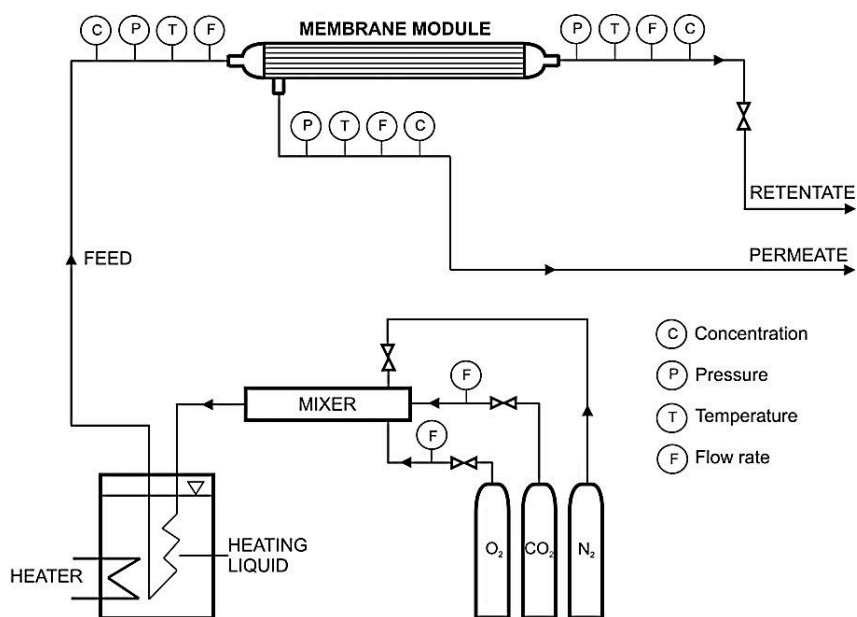 MEMBRANE MODULE
C P T F
P T F C
P T F C
RETENTATE
PERMEATE
FEED
C Concentration
P Pressure
T Temperature
F Flow rate
F
MIXER
F
O₂ CO₂ N₂
HEATING
LIQUID
HEATER